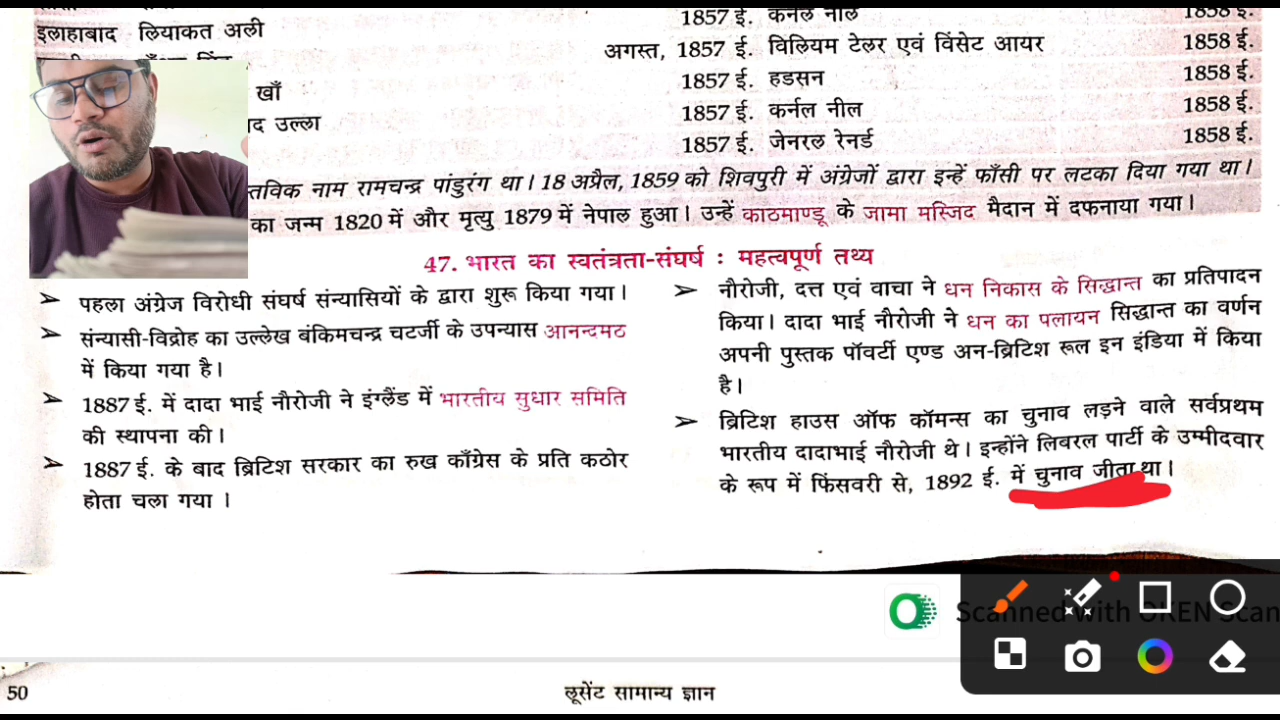 इलाहाबाद लियाकत अली
1857 ई. कर्नल नील 1858 ई.
अगस्त, 1857 ई. विलियम टेलर एवं विंसेट आयर 1858 ई.
खाँ 1857 ई. हडसन 1858 ई.
द उल्ला 1857 ई. कर्नल नील 1858 ई.
1857 ई. जेनरल रेनर्ड 1858 ई.
स्तविक नाम रामचन्द्र पांडुरंग था। 18 अप्रैल, 1859 को शिवपुरी में अंग्रेजों द्वारा इन्हें फाँसी पर लटका दिया गया था।
का जन्म 1820 में और मृत्यु 1879 में नेपाल हुआ। उन्हें काठमाण्डू के जामा मस्जिद मैदान में दफनाया गया।
47. भारत का स्वतंत्रता-संघर्ष : महत्वपूर्ण तथ्य
➢ पहला अंग्रेज विरोधी संघर्ष संन्यासियों के द्वारा शुरू किया गया।
➢ संन्यासी-विद्रोह का उल्लेख बंकिमचन्द्र चटर्जी के उपन्यास आनन्दमठ
में किया गया है।
➢ 1887 ई. में दादा भाई नौरोजी ने इंग्लैंड में भारतीय सुधार समिति
की स्थापना की।
➢ 1887 ई. के बाद ब्रिटिश सरकार का रुख काँग्रेस के प्रति कठोर
होता चला गया ।
➢ नौरोजी, दत्त एवं वाचा ने धन निकास के सिद्धान्त का प्रतिपादन
किया। दादा भाई नौरोजी ने धन का पलायन सिद्धान्त का वर्णन
अपनी पुस्तक पॉवर्टी एण्ड अन-ब्रिटिश रूल इन इंडिया में किया
है।
➢ ब्रिटिश हाउस ऑफ कॉमन्स का चुनाव लड़ने वाले सर्वप्रथम
भारतीय दादाभाई नौरोजी थे। इन्होंने लिबरल पार्टी के उम्मीदवार
के रूप में फिंसवरी से, 1892 ई. में चुनाव जीता था।
Scanned with OKEN Scan
50 लूसेंट सामान्य ज्ञान